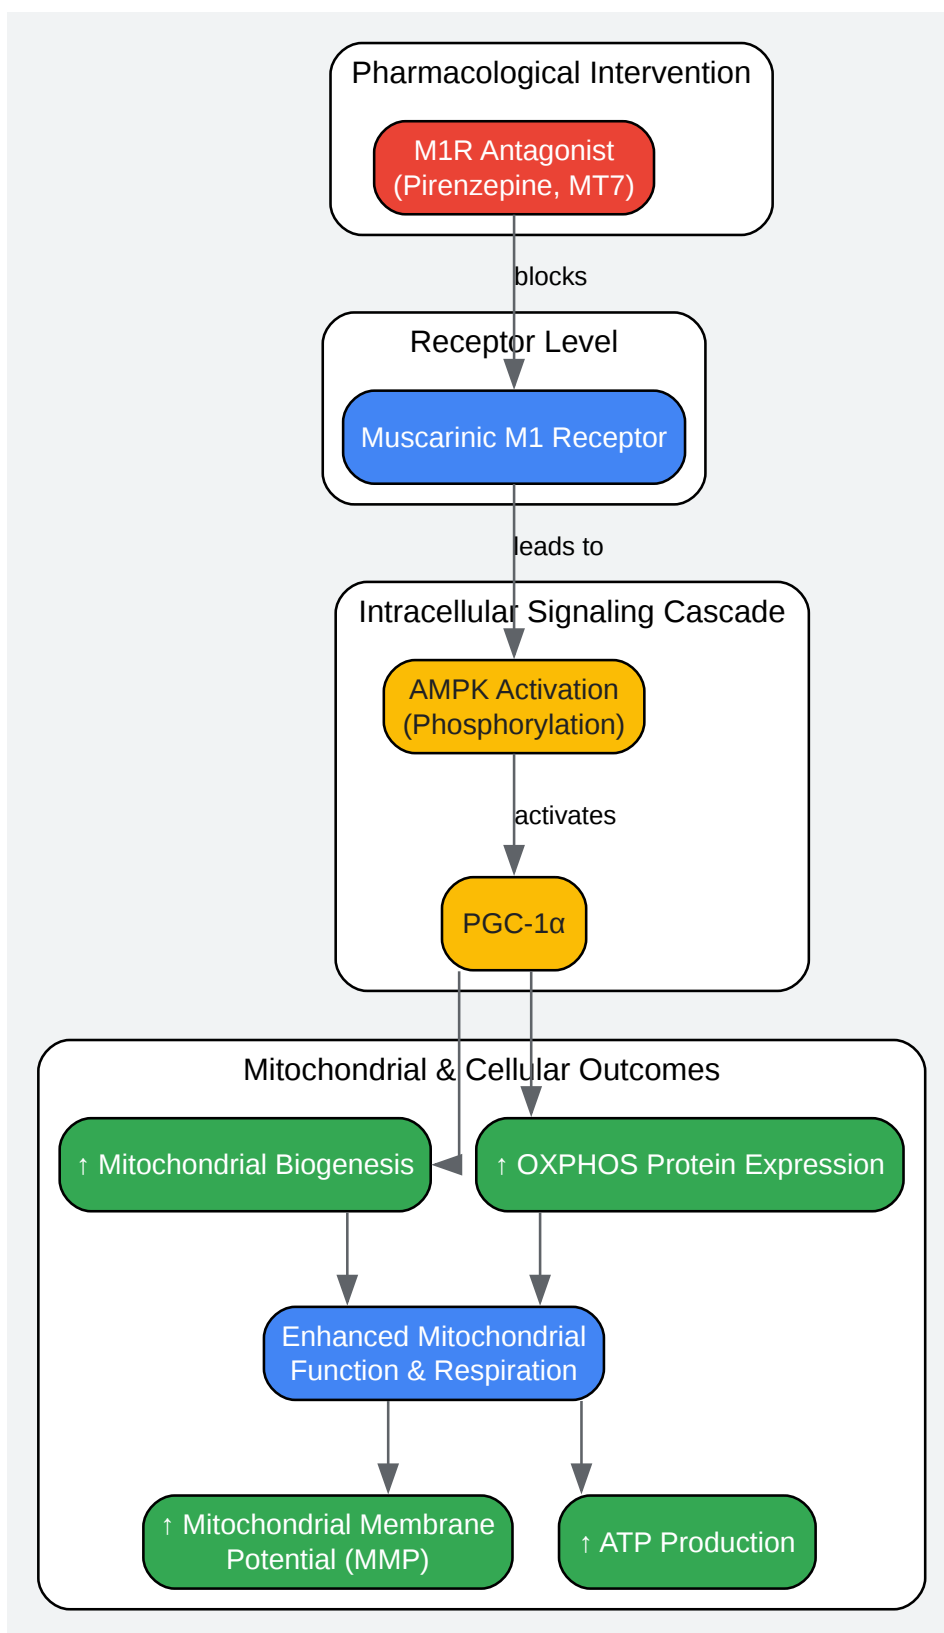 Pharmacological Intervention
M1R Antagonist
(Pirenzepine, MT7)
blocks
Receptor Level
Muscarinic M1 Receptor
leads to
Intracellular Signaling Cascade
AMPK Activation
(Phosphorylation)
activates
PGC-1α
Mitochondrial & Cellular Outcomes
↑ Mitochondrial Biogenesis
↑ OXPHOS Protein Expression
Enhanced Mitochondrial
Function & Respiration
↑ Mitochondrial Membrane
Potential (MMP)
↑ ATP Production